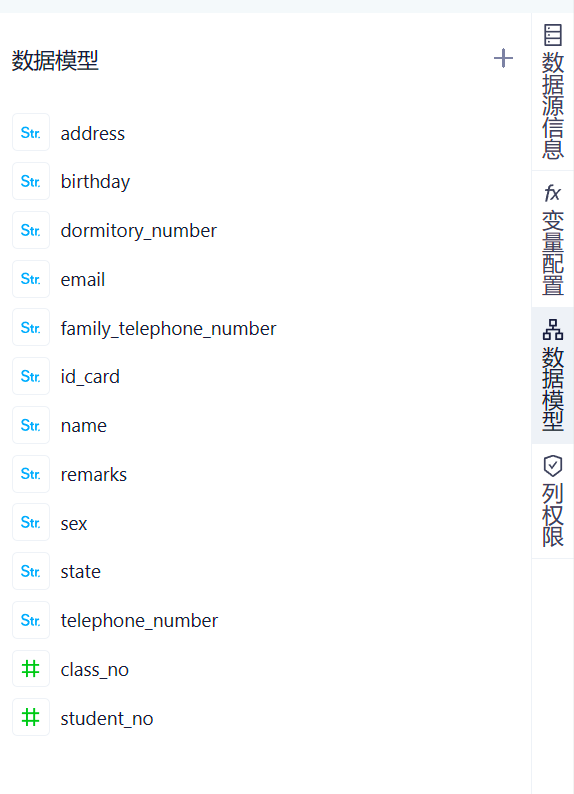 数据模型
Str. address
Str. birthday
Str. dormitory_number
Str. email
Str. family_telephone_number
Str. id_card
Str. name
Str. remarks
Str. sex
Str. state
Str. telephone_number
class_no
student_no
数据源信息
fx
变量配置
数据模型
列权限